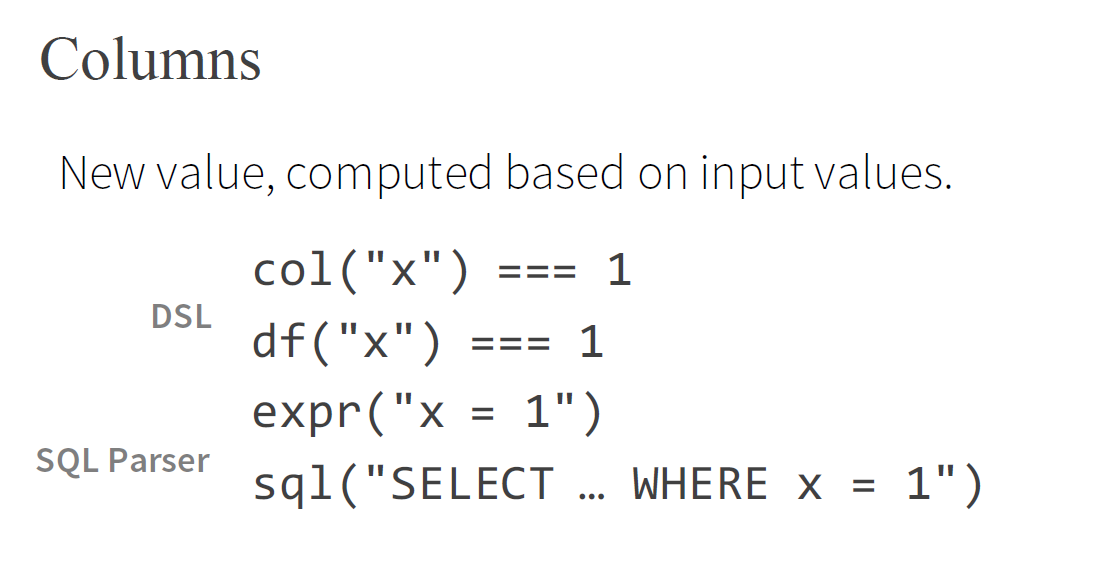 Columns
New value, computed based on input values.
DSL
col("x") === 1
df("x") === 1
SQL Parser
expr("x = 1")
sql("SELECT … WHERE x = 1")